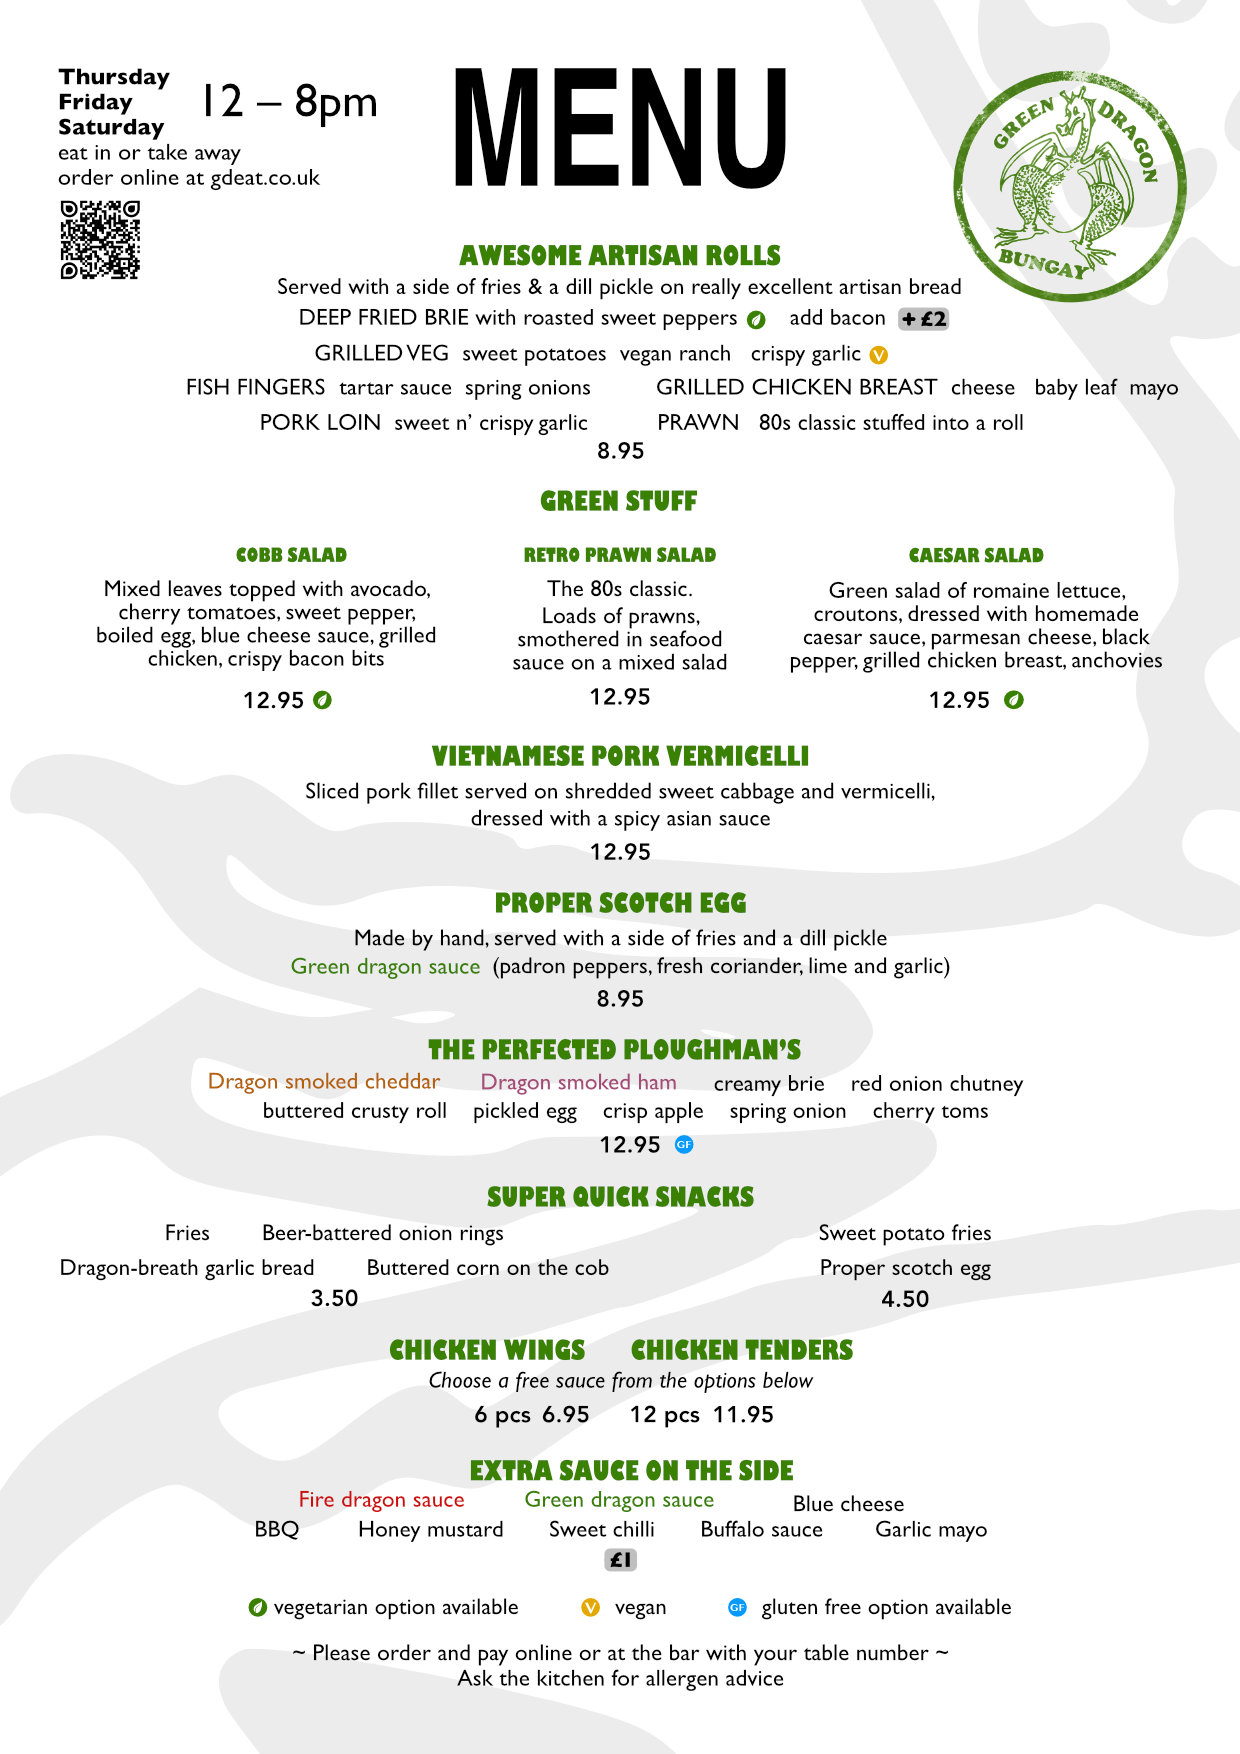 Thursday
Friday
Saturday
12 – 8pm
eat in or take away
order online at gdeat.co.uk
MENU
GREEN DRAGON
BUNGAY
AWESOME ARTISAN ROLLS
Served with a side of fries & a dill pickle on really excellent artisan bread
DEEP FRIED BRIE with roasted sweet peppers add bacon + £2
GRILLED VEG sweet potatoes vegan ranch crispy garlic V
FISH FINGERS tartar sauce spring onions GRILLED CHICKEN BREAST cheese baby leaf mayo
PORK LOIN sweet n’ crispy garlic PRAWN 80s classic stuffed into a roll
8.95
GREEN STUFF
COBB SALAD
Mixed leaves topped with avocado,
cherry tomatoes, sweet pepper,
boiled egg, blue cheese sauce, grilled
chicken, crispy bacon bits
12.95
RETRO PRAWN SALAD
The 80s classic.
Loads of prawns,
smothered in seafood
sauce on a mixed salad
12.95
CAESAR SALAD
Green salad of romaine lettuce,
croutons, dressed with homemade
caesar sauce, parmesan cheese, black
pepper, grilled chicken breast, anchovies
12.95
VIETNAMESE PORK VERMICELLI
Sliced pork fillet served on shredded sweet cabbage and vermicelli,
dressed with a spicy asian sauce
12.95
PROPER SCOTCH EGG
Made by hand, served with a side of fries and a dill pickle
Green dragon sauce (padron peppers, fresh coriander, lime and garlic)
8.95
THE PERFECTED PLOUGHMAN’S
Dragon smoked cheddar Dragon smoked ham creamy brie red onion chutney
buttered crusty roll pickled egg crisp apple spring onion cherry toms
12.95 GF
SUPER QUICK SNACKS
Fries Beer-battered onion rings
Dragon-breath garlic bread Buttered corn on the cob
3.50
Sweet potato fries
Proper scotch egg
4.50
CHICKEN WINGS CHICKEN TENDERS
Choose a free sauce from the options below
6 pcs 6.95 12 pcs 11.95
EXTRA SAUCE ON THE SIDE
Fire dragon sauce Green dragon sauce Blue cheese
BBQ Honey mustard Sweet chilli Buffalo sauce Garlic mayo
£1
vegetarian option available V vegan GF gluten free option available
~ Please order and pay online or at the bar with your table number ~
Ask the kitchen for allergen advice